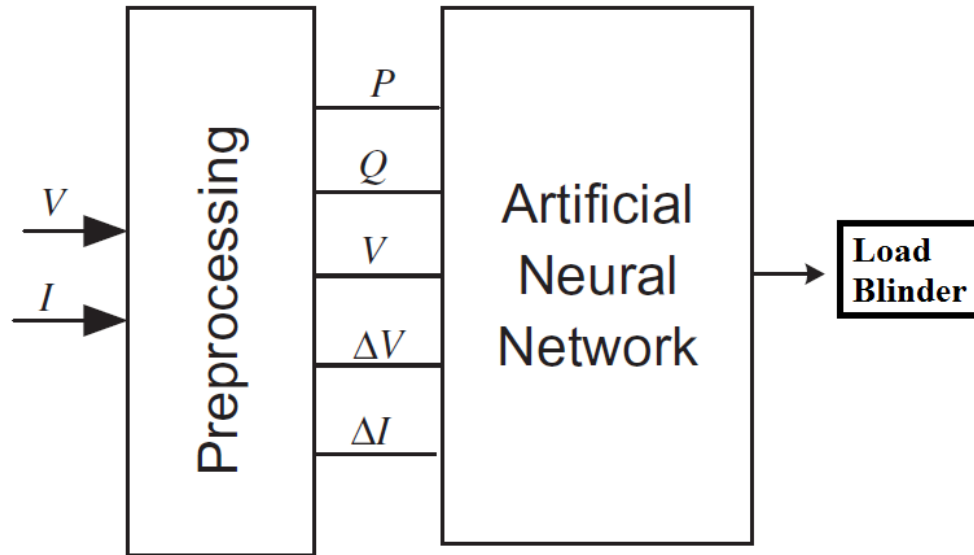 V
I
Preprocessing
P
Q
V
ΔV
ΔI
Artificial
Neural
Network
Load
Blinder